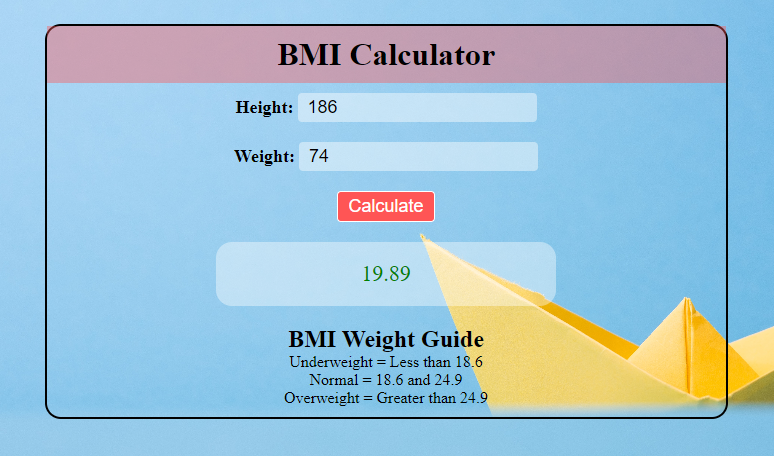 BMI Calculator
Height: 186
Weight: 74
Calculate
19.89
BMI Weight Guide
Underweight = Less than 18.6
Normal = 18.6 and 24.9
Overweight = Greater than 24.9